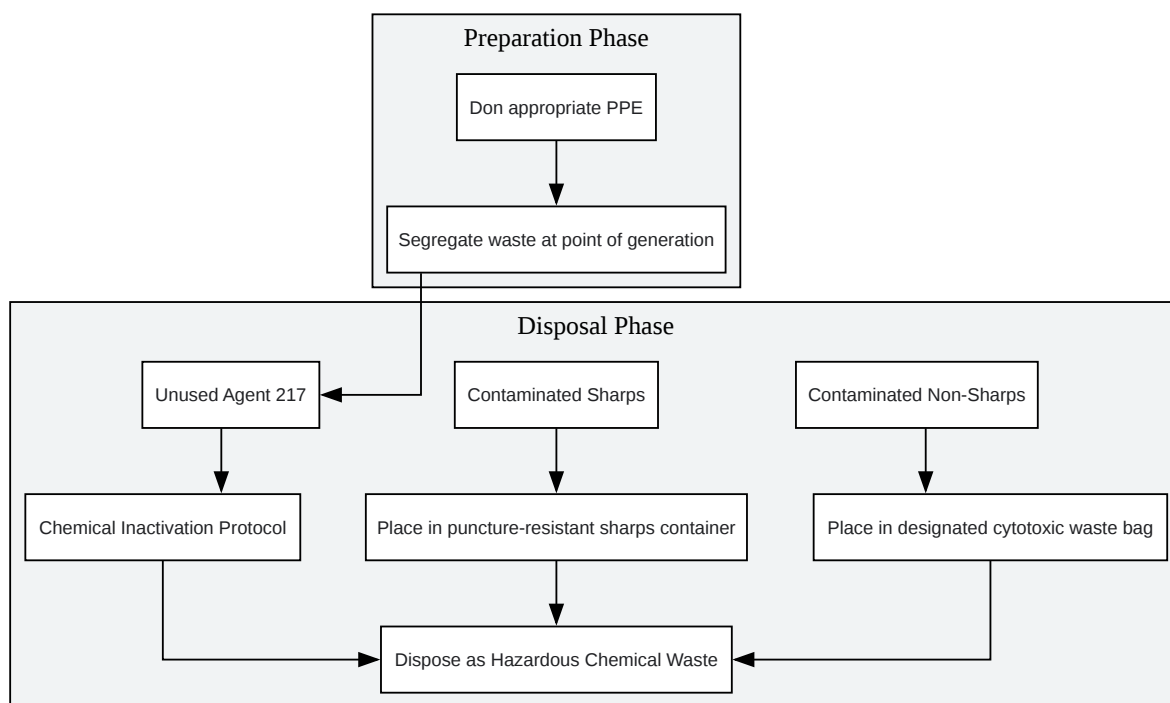 Preparation Phase
Don appropriate PPE
Segregate waste at point of generation
Disposal Phase
Unused Agent 217
Contaminated Sharps
Contaminated Non-Sharps
Chemical Inactivation Protocol
Place in puncture-resistant sharps container
Place in designated cytotoxic waste bag
Dispose as Hazardous Chemical Waste